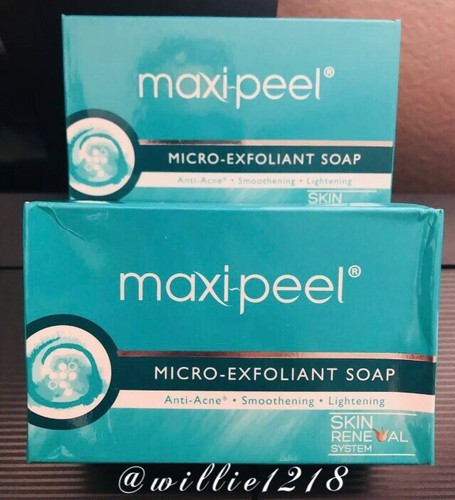 maxi-peel®
MICRO-EXFOLIANT SOAP
Anti-Acne* • Smoothening • Lightening
SKIN
maxi-peel®
MICRO-EXFOLIANT SOAP
Anti-Acne* • Smoothening • Lightening
SKIN
RENEWAL
SYSTEM
@willie1218